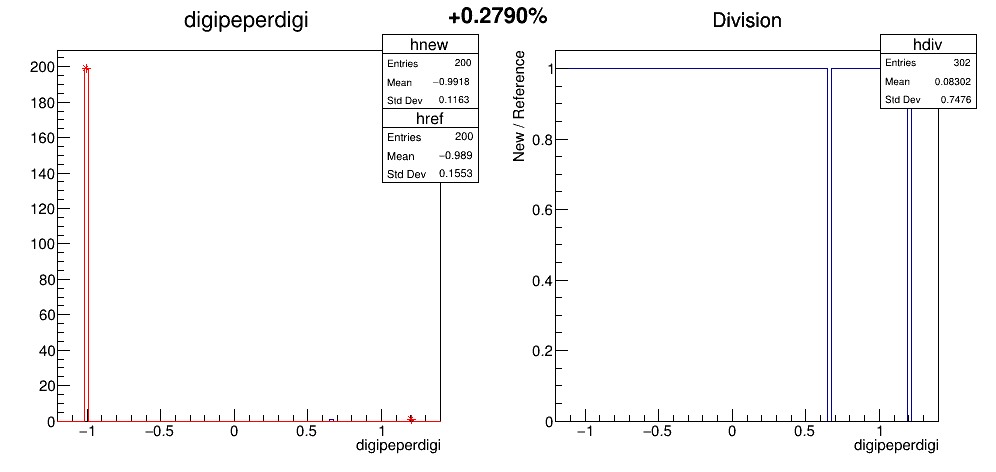 digipeperdigi
+0.2790%
Division
hnew
Entries 200
Mean −0.9918
Std Dev 0.1163
href
Entries 200
Mean −0.989
Std Dev 0.1553
200
180
160
140
120
100
80
60
40
20
0
−1
−0.5
0
0.5
1
digipeperdigi
hdiv
Entries 302
Mean 0.08302
Std Dev 0.7476
New / Reference
1
0.8
0.6
0.4
0.2
0
−1
−0.5
0
0.5
1
digipeperdigi